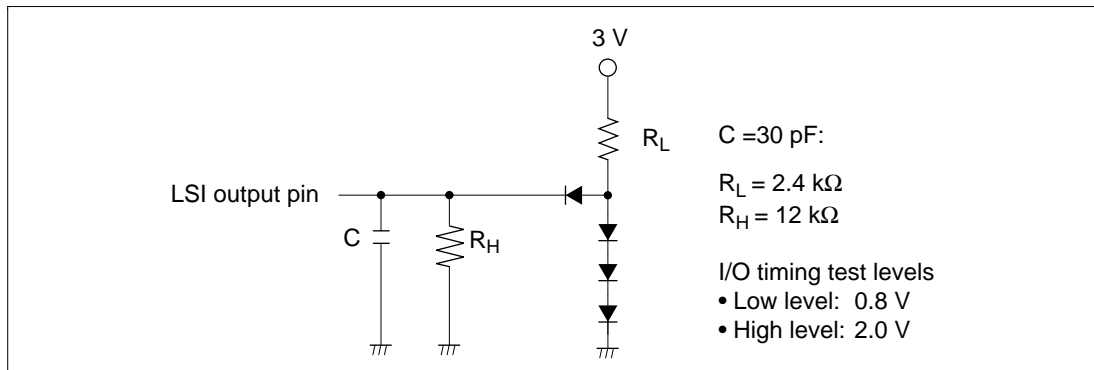 3 V
R_L
C =30 pF:
R_L = 2.4 kΩ
LSI output pin
R_H = 12 kΩ
C
R_H
I/O timing test levels
• Low level: 0.8 V
• High level: 2.0 V